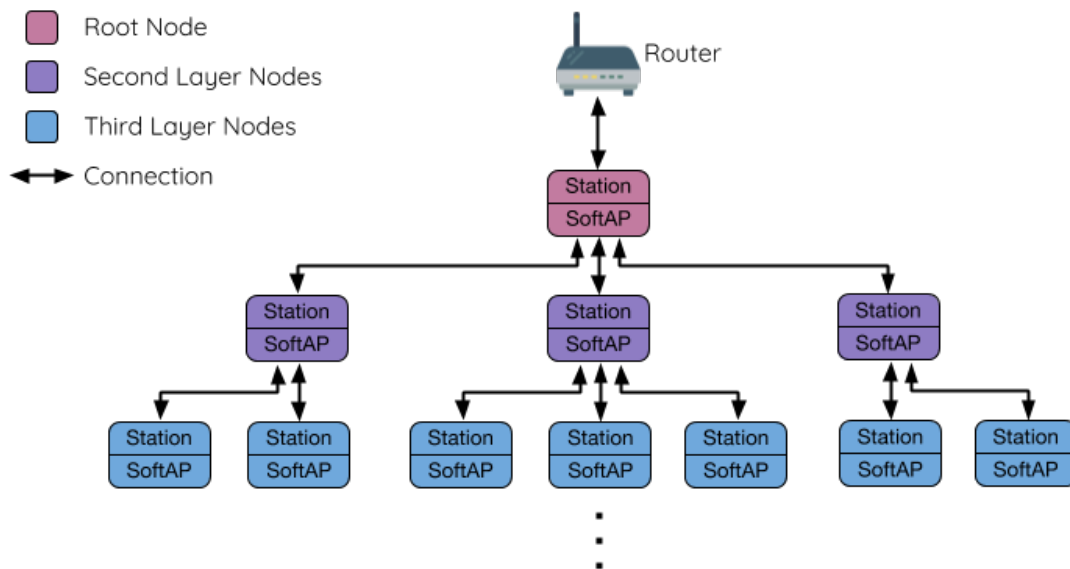 Root Node
Router
Second Layer Nodes
Third Layer Nodes
Connection
Station
SoftAP
Station
SoftAP
Station
SoftAP
Station
SoftAP
Station
SoftAP
Station
SoftAP
Station
SoftAP
Station
SoftAP
Station
SoftAP
Station
SoftAP
Station
SoftAP